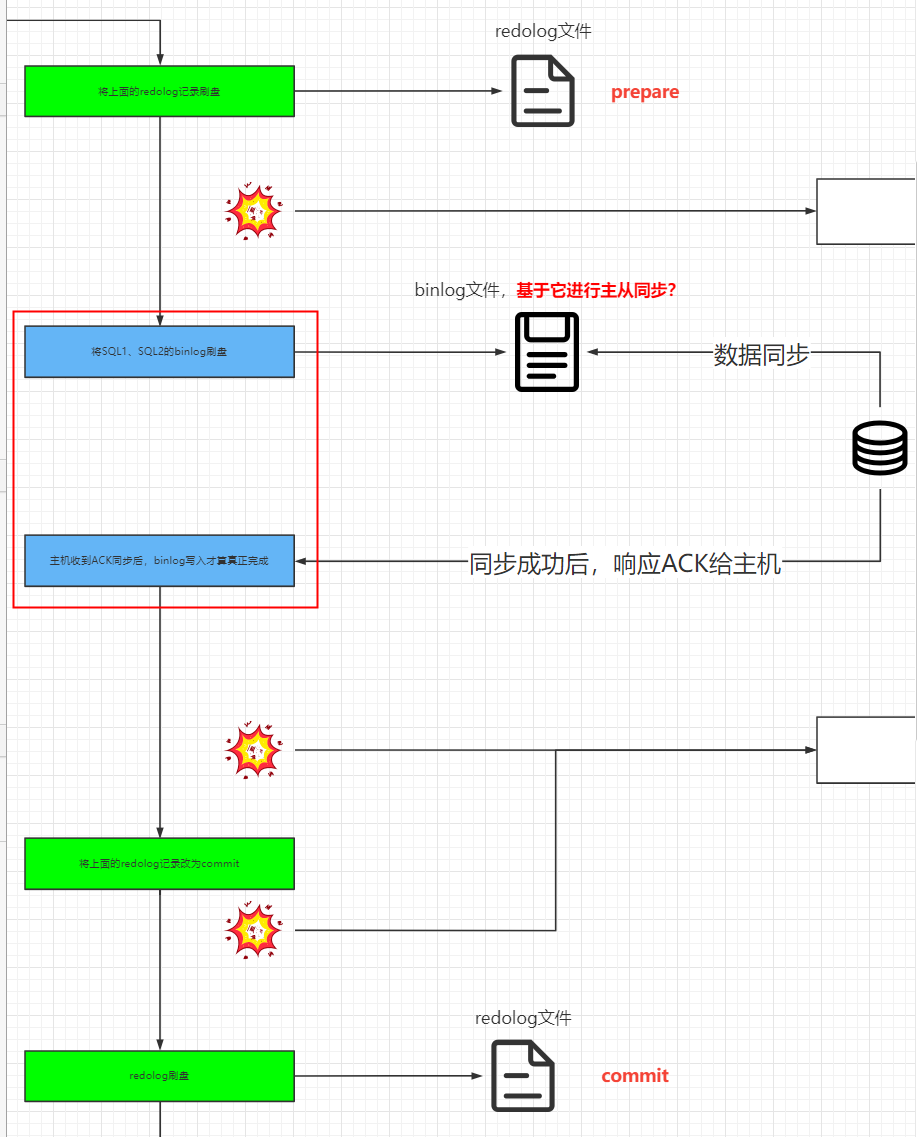 redolog文件
将上面的redolog记录刷盘
prepare
binlog文件，基于它进行主从同步？
将SQL1、SQL2的binlog刷盘
数据同步
主机收到ACK同步后，binlog写入才算真正完成
同步成功后，响应ACK给主机
将上面的redolog记录改为commit
redolog文件
redolog刷盘
commit